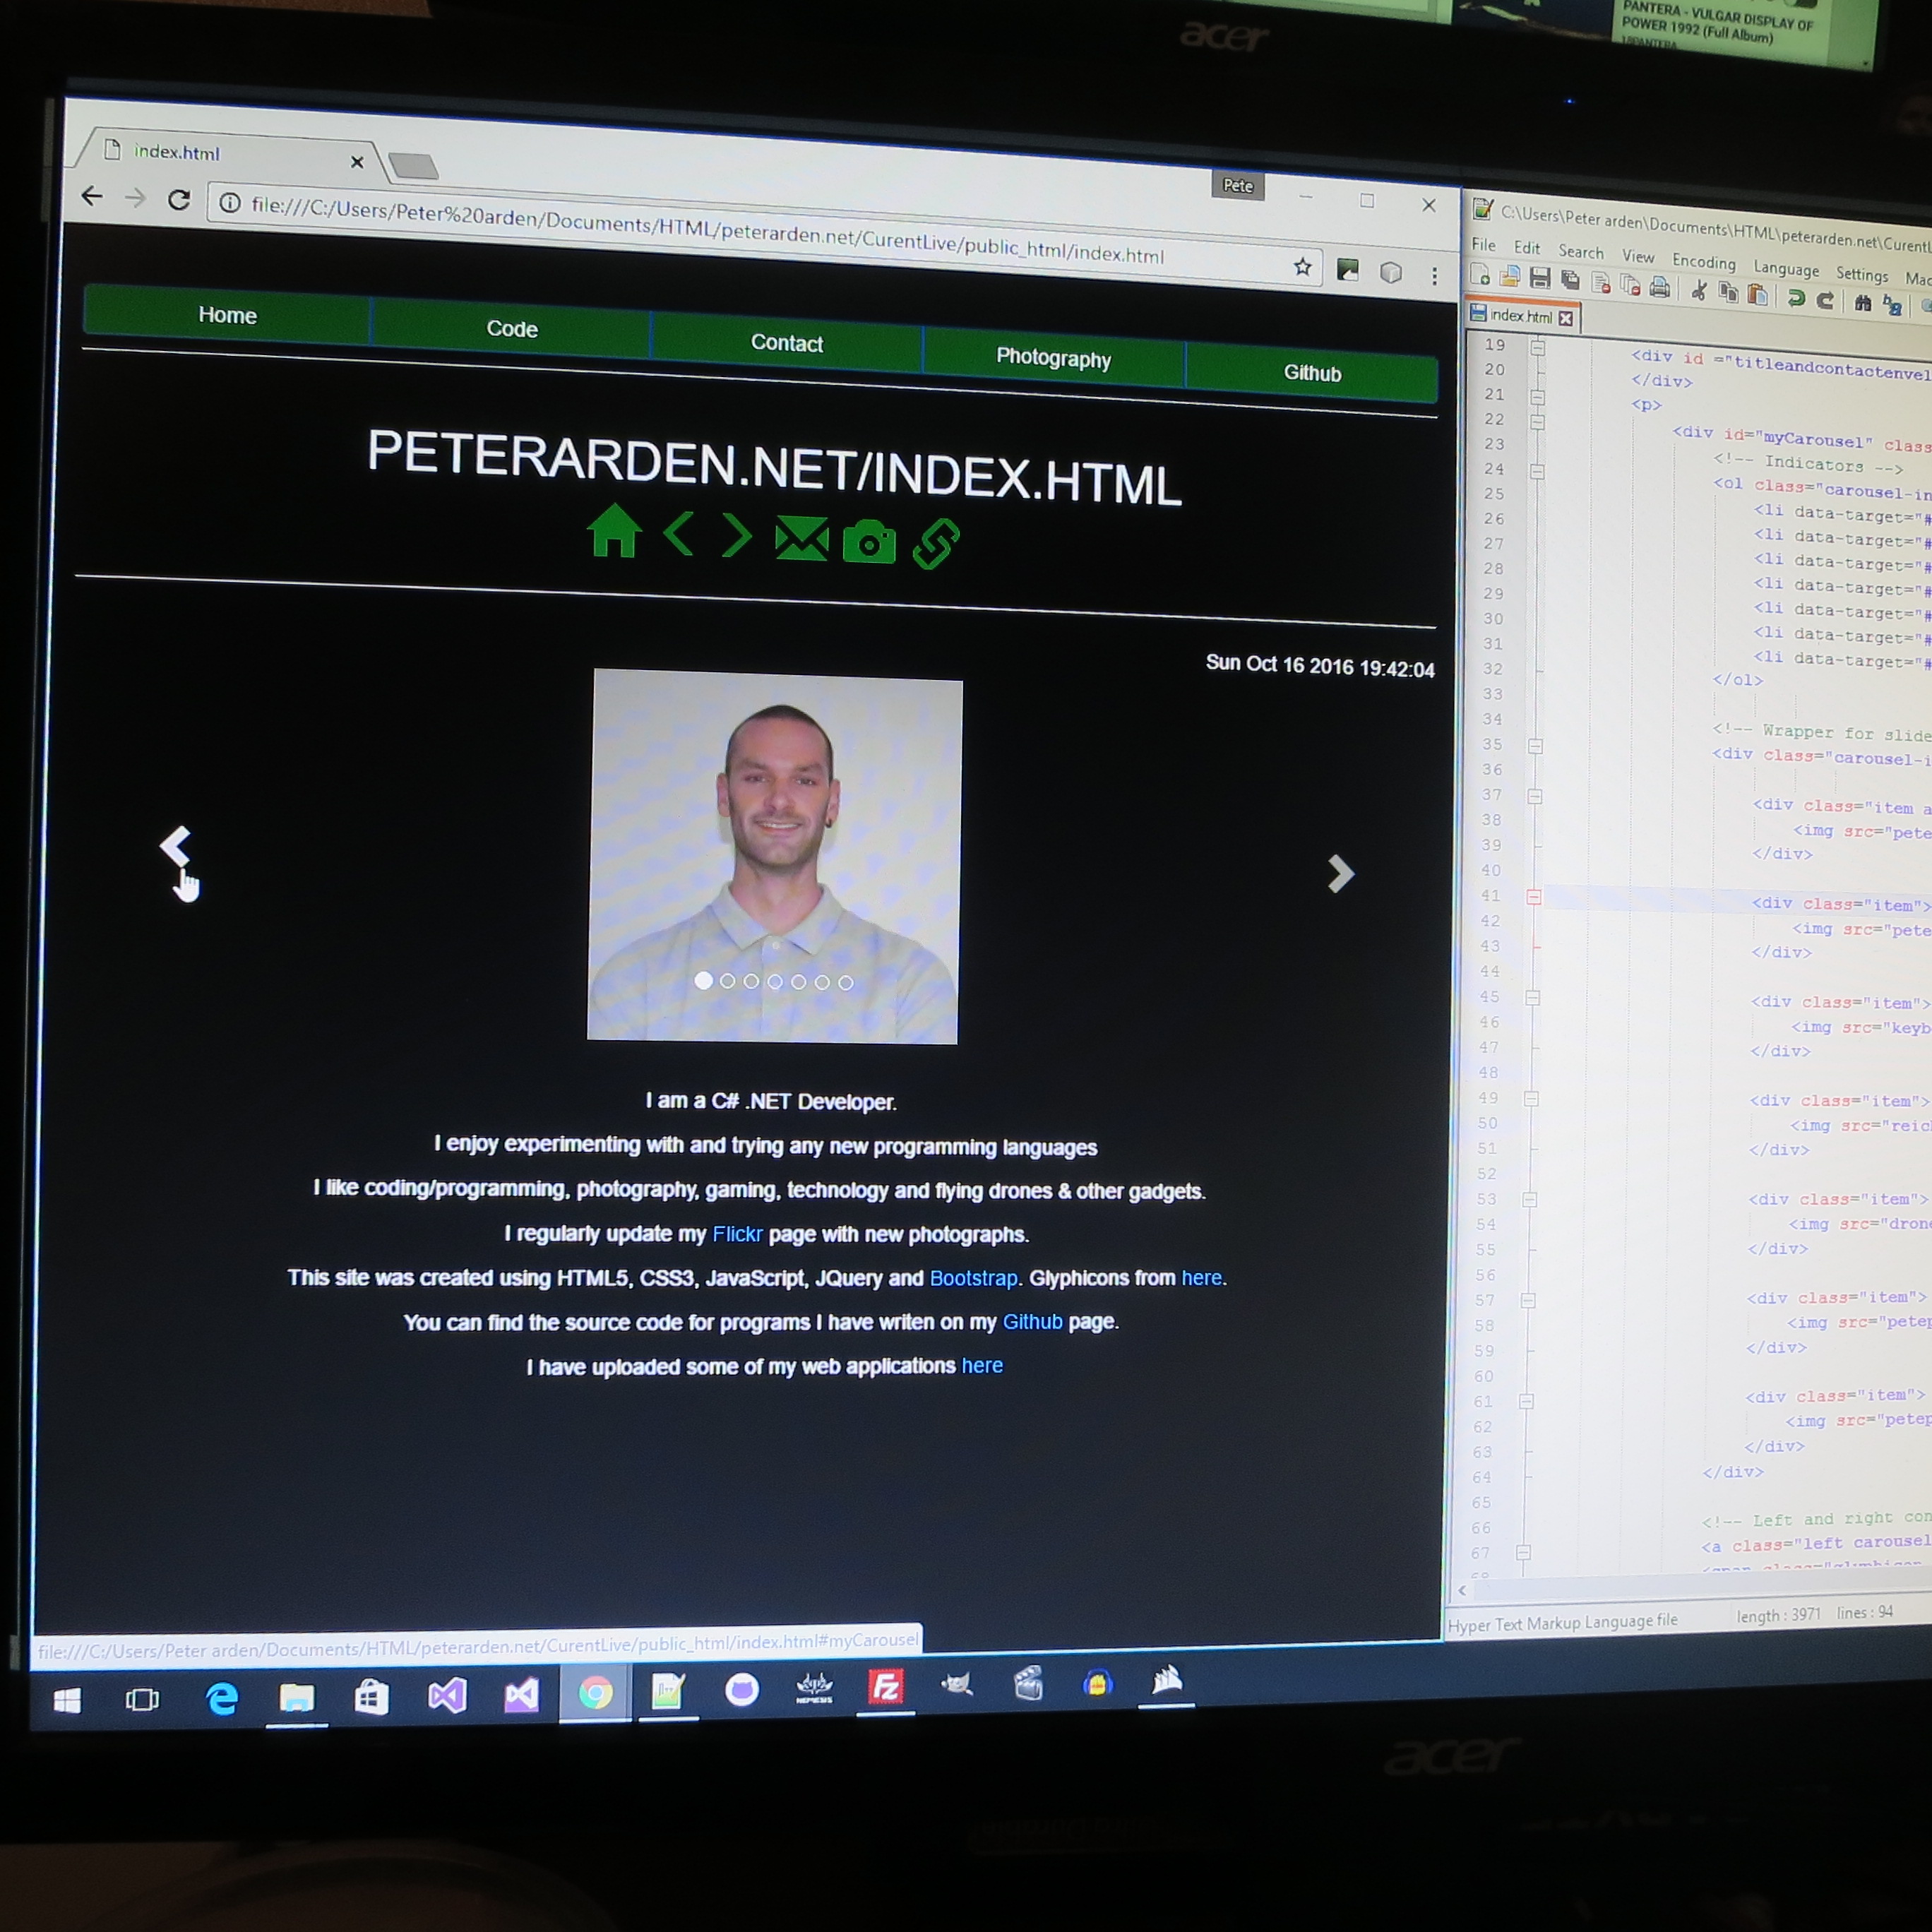 acer
PANTERA - VULGAR DISPLAY OF
POWER 1992 (Full Album)
index.html
Pete
file:///C:/Users/Peter%20arden/Documents/HTML/peterarden.net/CurentLive/public_html/index.html
Home Code Contact Photography Github
PETERARDEN.NET/INDEX.HTML
Sun Oct 16 2016 19:42:04
I am a C# .NET Developer.
I enjoy experimenting with and trying any new programming languages
I like coding/programming, photography, gaming, technology and flying drones & other gadgets.
I regularly update my Flickr page with new photographs.
This site was created using HTML5, CSS3, JavaScript, JQuery and Bootstrap. Glyphicons from here.
You can find the source code for programs I have writen on my Github page.
I have uploaded some of my web applications here
file:///C:/Users/Peter arden/Documents/HTML/peterarden.net/CurentLive/public_html/index.html#myCarousel
NEMESIS
Fz
C:\Users\Peter arden\Documents\HTML\peterarden.net\CurentL
File Edit Search View Encoding Language Settings Mac
index.html
19
20 <div id ="titleandcontactenvel
21 </div>
22 <p>
23 <div id="myCarousel" class
24 <!-- Indicators -->
25 <ol class="carousel-in
26 <li data-target="#
27 <li data-target="#
28 <li data-target="#
29 <li data-target="#
30 <li data-target="#
31 <li data-target="#
32 <li data-target="#
33 </ol>
34
35 <!-- Wrapper for slide
36 <div class="carousel-i
37
38 <div class="item a
39 <img src="pete
40 </div>
41
42 <div class="item">
43 <img src="pete
44 </div>
45
46 <div class="item">
47 <img src="keyb
48 </div>
49
50 <div class="item">
51 <img src="reic
52 </div>
53
54 <div class="item">
55 <img src="dron
56 </div>
57
58 <div class="item">
59 <img src="petep
60 </div>
61
62 <div class="item">
63 <img src="petep
64 </div>
65 </div>
66
67 <!-- Left and right con
<a class="left carousel
Hyper Text Markup Language file length : 3971 lines : 94
acer